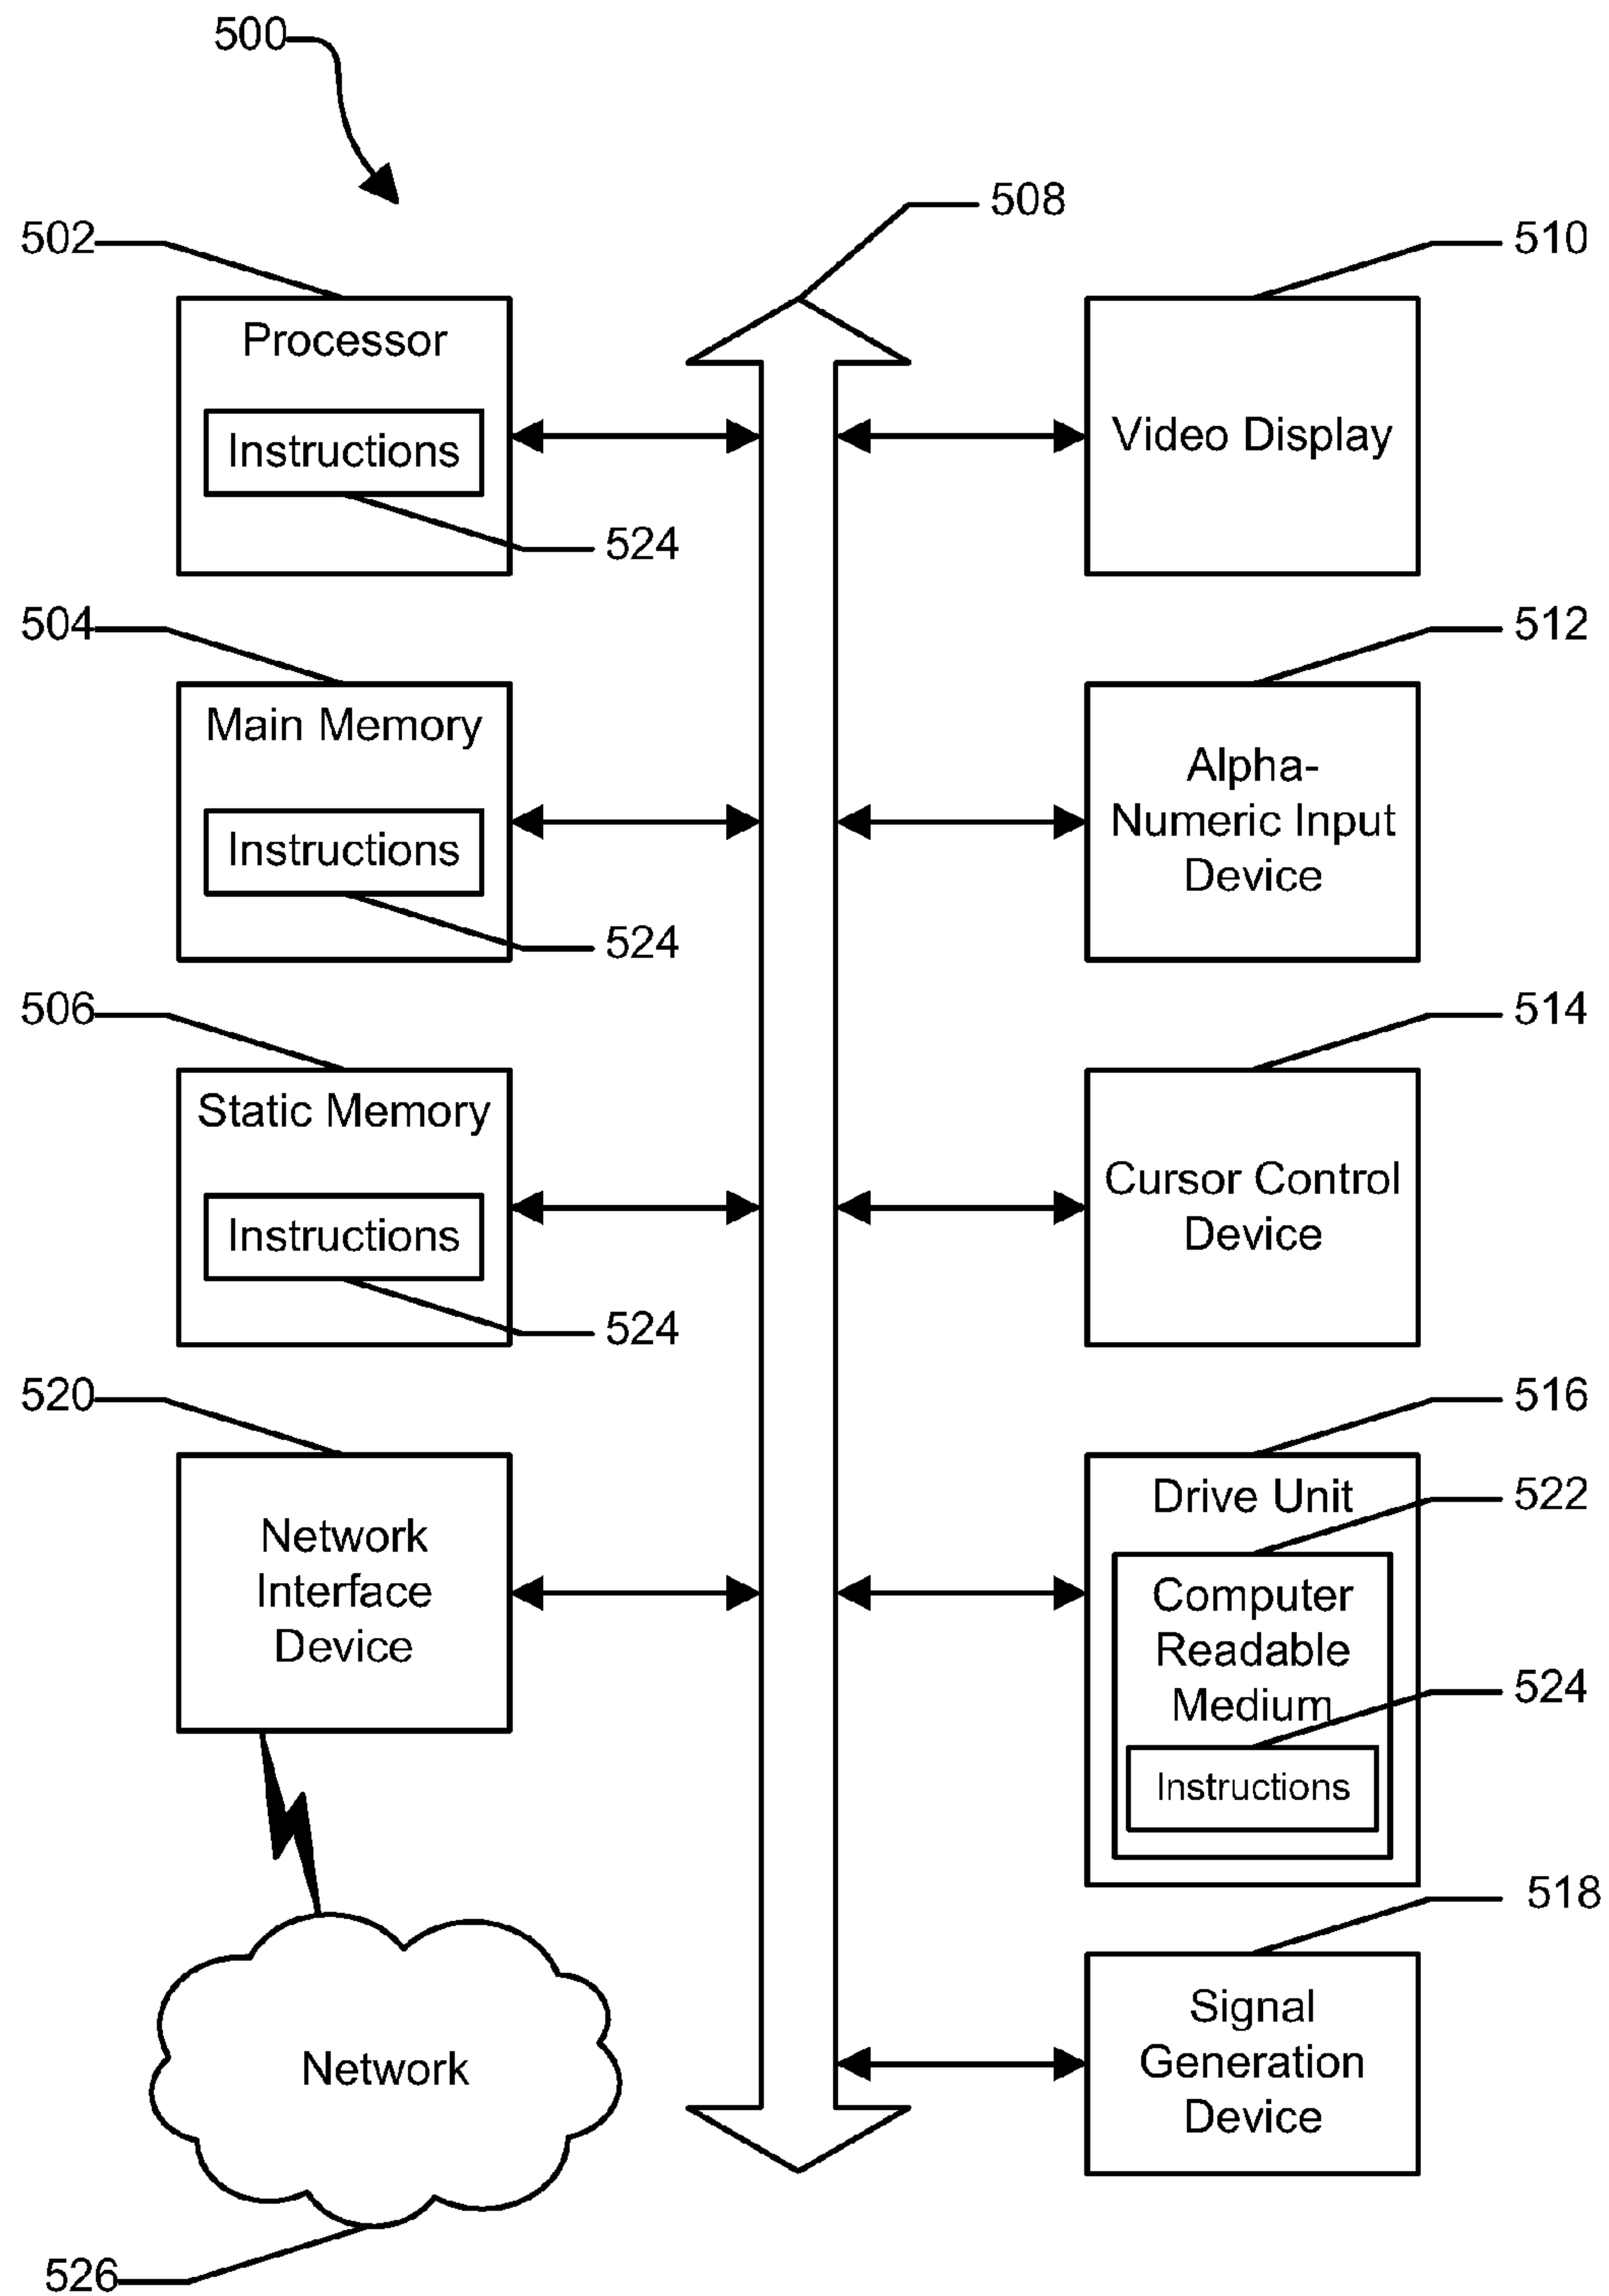 500
508
502
Processor
Instructions
524
510
Video Display
504
Main Memory
Instructions
524
512
Alpha-
Numeric Input
Device
506
Static Memory
Instructions
524
514
Cursor Control
Device
520
Network
Interface
Device
516
Drive Unit
522
Computer
Readable
Medium
524
Instructions
518
Signal
Generation
Device
Network
526